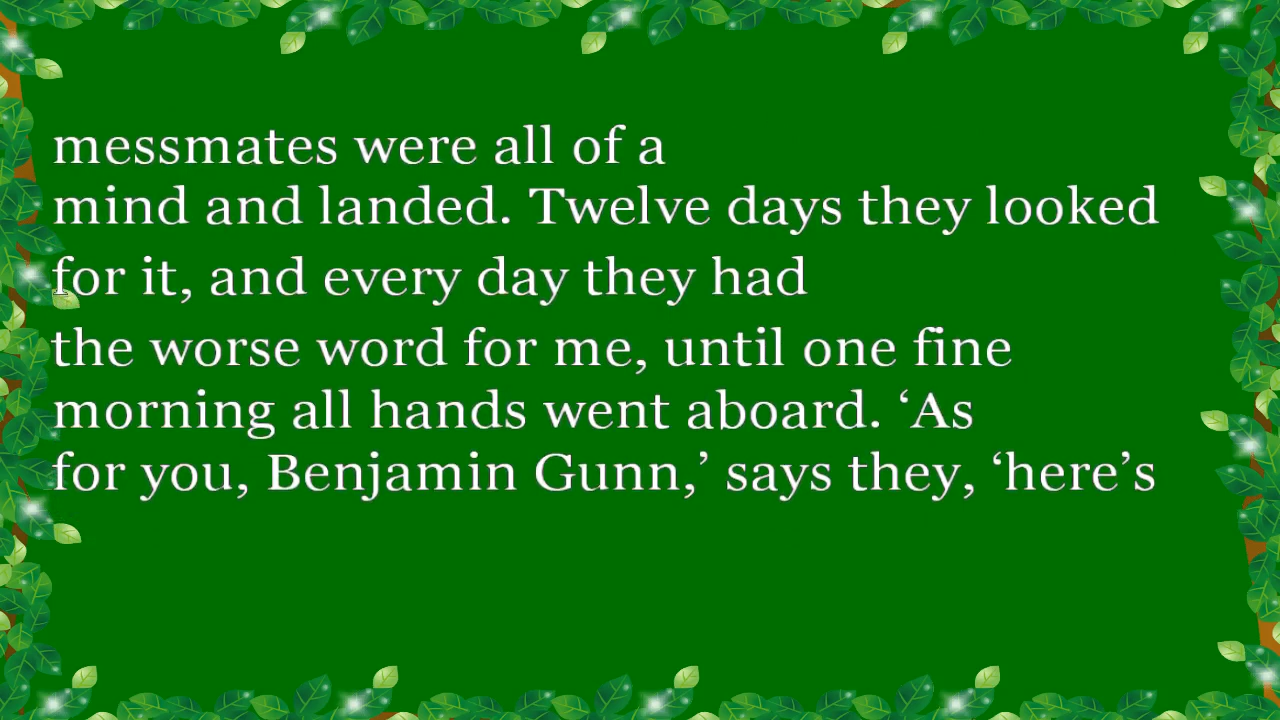 messmates were all of a
mind and landed. Twelve days they looked
for it, and every day they had
the worse word for me, until one fine
morning all hands went aboard. ‘As
for you, Benjamin Gunn,’ says they, ‘here’s